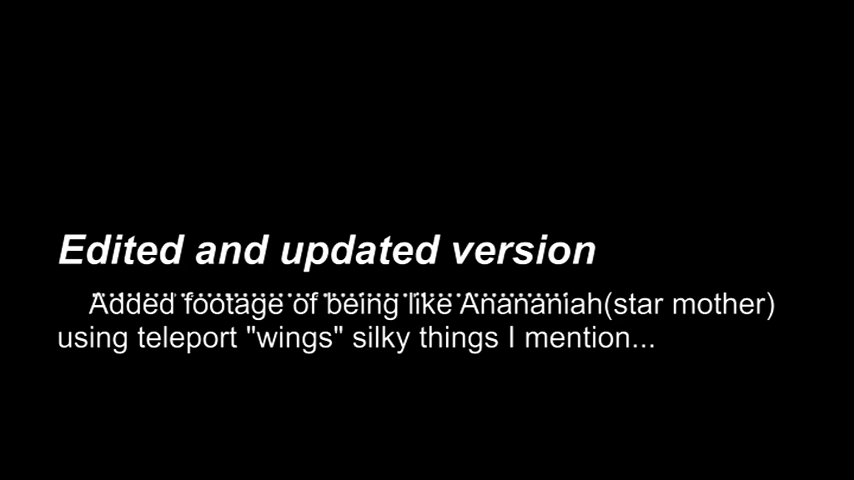 Edited and updated version
Added footage of being like Anananiah(star mother)
using teleport "wings" silky things I mention...